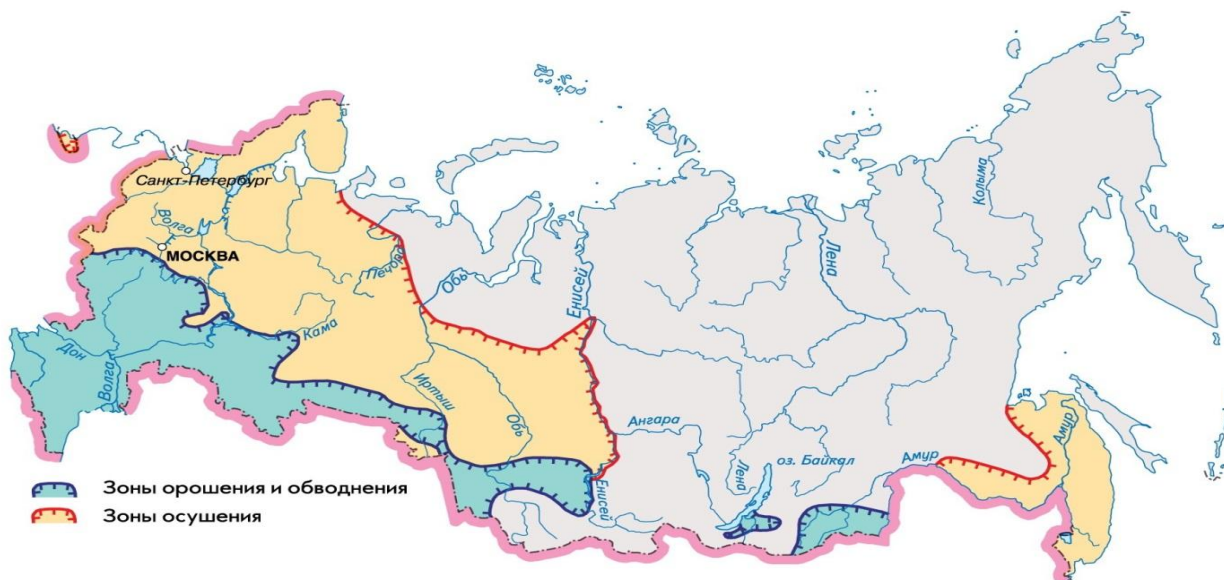 Санкт-Петербург
Волга
МОСКВА
Печора
Обь
Енисей
Лена
Колыма
Кама
Дон
Волга
Иртыш
Обь
Ангара
Енисей
Лена
оз. Байкал
Амур
Амур
Зоны орошения и обводнения
Зоны осушения